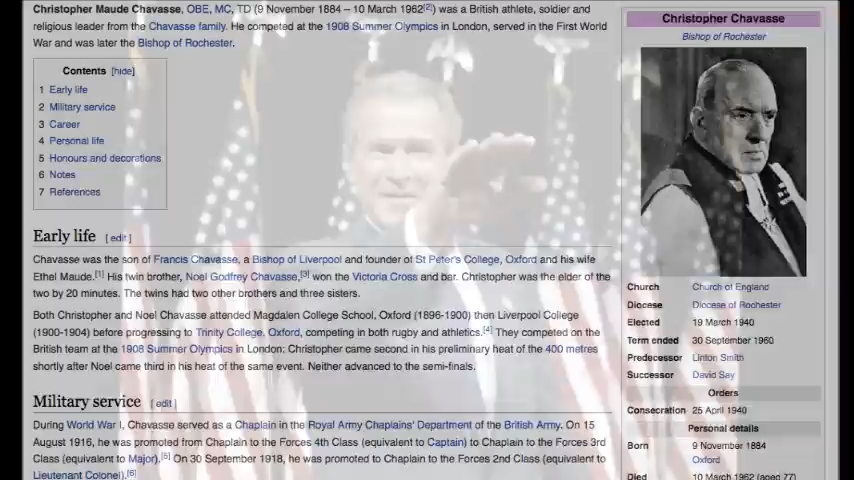 Christopher Maude Chavasse, OBE, MC, TD (9 November 1884 – 10 March 1962[2]) was a British athlete, soldier and
religious leader from the Chavasse family. He competed at the 1908 Summer Olympics in London, served in the First World
War and was later the Bishop of Rochester.
Contents [hide]
1 Early life
2 Military service
3 Career
4 Personal life
5 Honours and decorations
6 Notes
7 References
Early life [edit]
Chavasse was the son of Francis Chavasse, a Bishop of Liverpool and founder of St Peter's College, Oxford and his wife
Ethel Maude.[1] His twin brother, Noel Godfrey Chavasse,[3] won the Victoria Cross and bar. Christopher was the elder of the
two by 20 minutes. The twins had two other brothers and three sisters.
Both Christopher and Noel Chavasse attended Magdalen College School, Oxford (1896-1900) then Liverpool College
(1900-1904) before progressing to Trinity College, Oxford, competing in both rugby and athletics.[4] They competed on the
British team at the 1908 Summer Olympics in London: Christopher came second in his preliminary heat of the 400 metres
shortly after Noel came third in his heat of the same event. Neither advanced to the semi-finals.
Military service [edit]
During World War I, Chavasse served as a Chaplain in the Royal Army Chaplains' Department of the British Army. On 15
August 1916, he was promoted from Chaplain to the Forces 4th Class (equivalent to Captain) to Chaplain to the Forces 3rd
Class (equivalent to Major).[5] On 30 September 1918, he was promoted to Chaplain to the Forces 2nd Class (equivalent to
Lieutenant Colonel).[6]
Christopher Chavasse
Bishop of Rochester
Church Church of England
Diocese Diocese of Rochester
Elected 19 March 1940
Term ended 30 September 1960
Predecessor Linton Smith
Successor David Say
Orders
Consecration 25 April 1940
Personal details
Born 9 November 1884
Oxford
Died 10 March 1962 (aged 77)